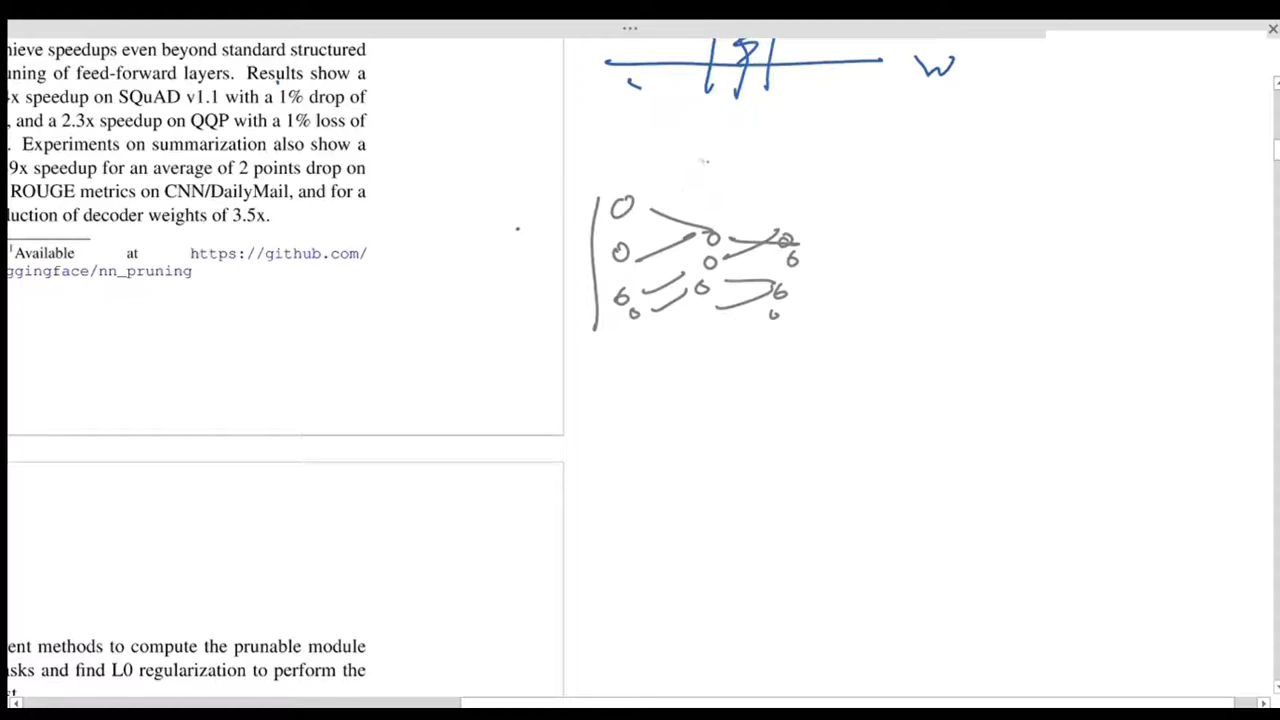 hieve speedups even beyond standard structured
ning of feed-forward layers. Results show a
x speedup on SQuAD v1.1 with a 1% drop of
, and a 2.3x speedup on QQP with a 1% loss of
. Experiments on summarization also show a
9x speedup for an average of 2 points drop on
ROUGE metrics on CNN/DailyMail, and for a
duction of decoder weights of 3.5x.
1Available at https://github.com/
ggingface/nn_pruning
ent methods to compute the prunable module
asks and find L0 regularization to perform the
W